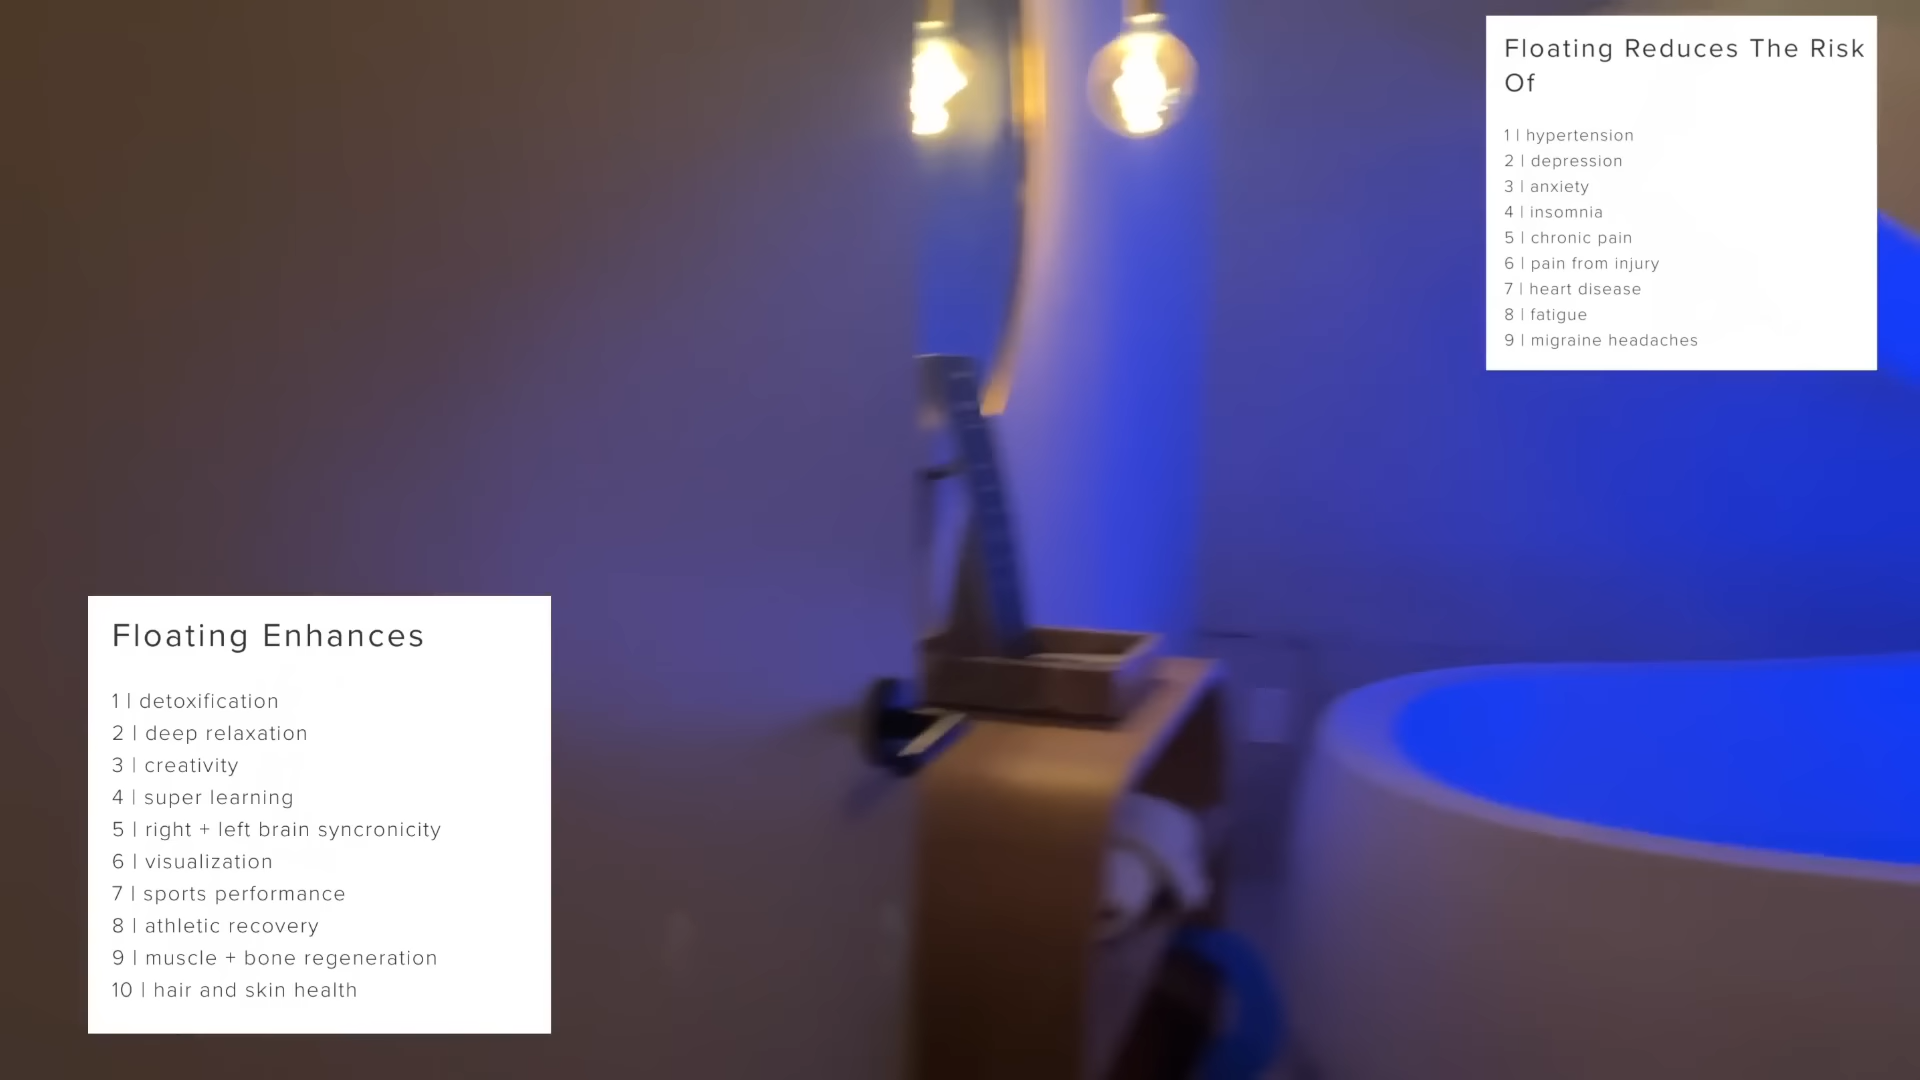 Floating Reduces The Risk
Of
1 | hypertension
2 | depression
3 | anxiety
4 | insomnia
5 | chronic pain
6 | pain from injury
7 | heart disease
8 | fatigue
9 | migraine headaches
Floating Enhances
1 | detoxification
2 | deep relaxation
3 | creativity
4 | super learning
5 | right + left brain syncronicity
6 | visualization
7 | sports performance
8 | athletic recovery
9 | muscle + bone regeneration
10 | hair and skin health